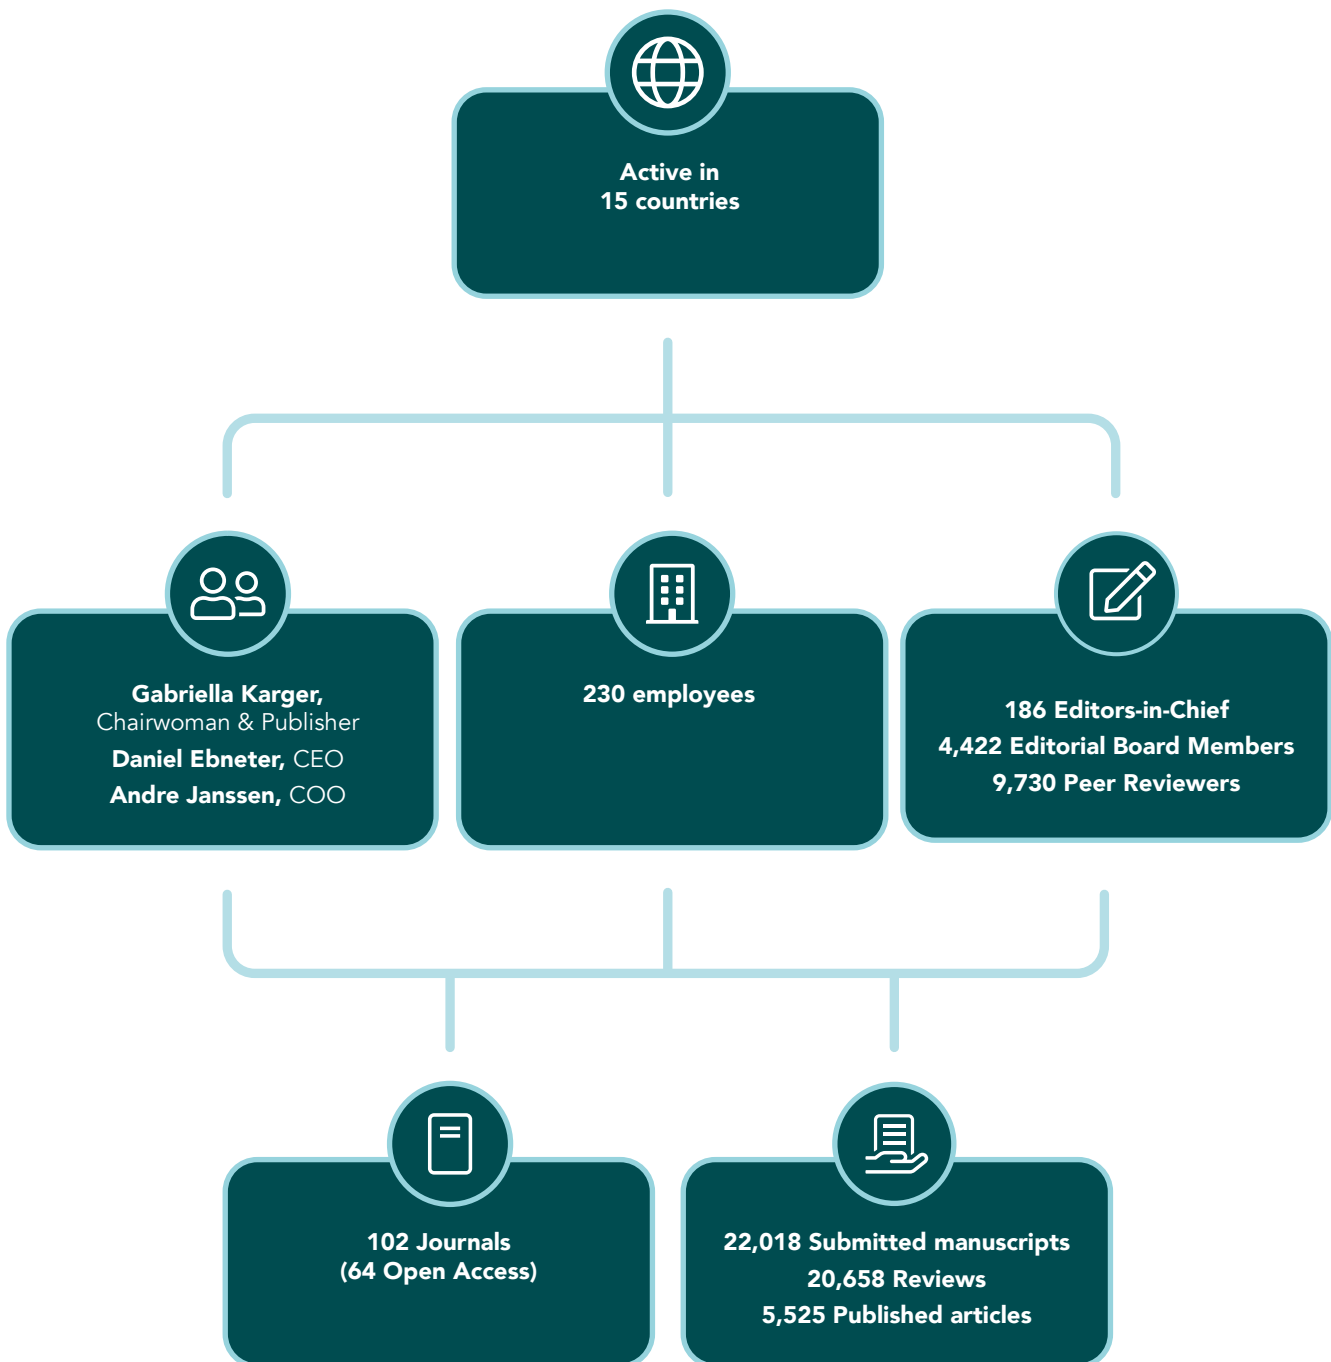 Active in
15 countries
Gabriella Karger,
Chairwoman & Publisher
Daniel Ebneter, CEO
Andre Janssen, COO
230 employees
186 Editors-in-Chief
4,422 Editorial Board Members
9,730 Peer Reviewers
102 Journals
(64 Open Access)
22,018 Submitted manuscripts
20,658 Reviews
5,525 Published articles